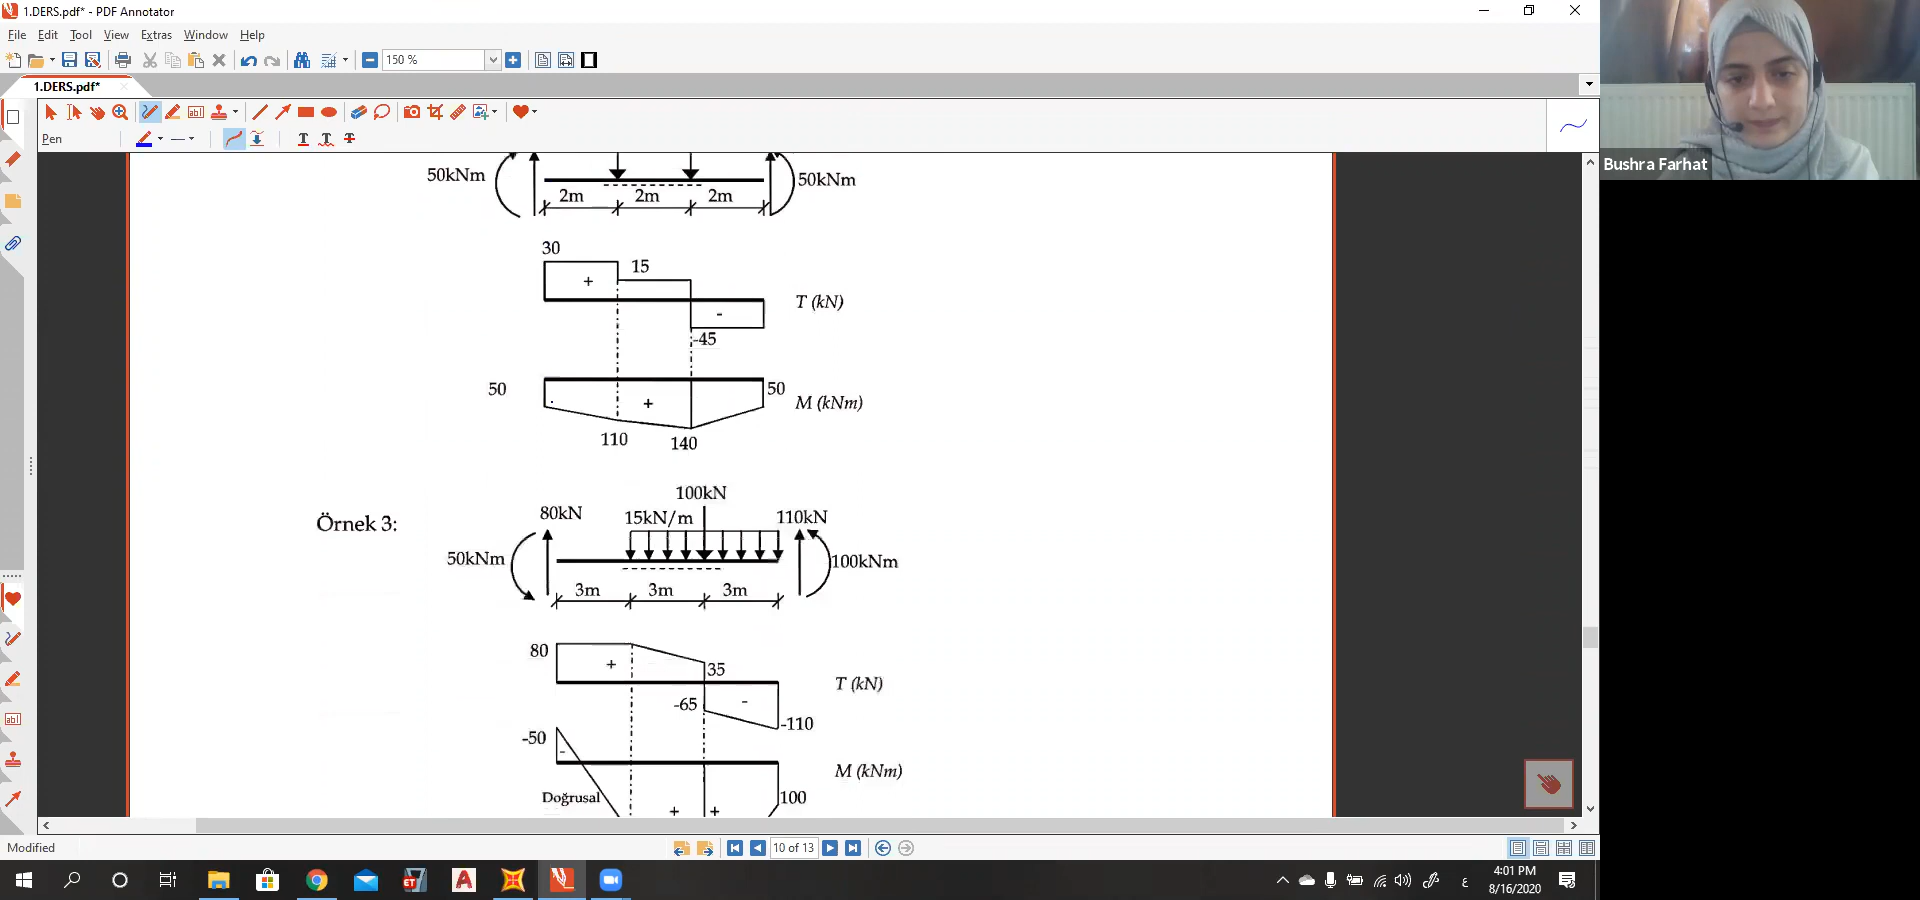 1.DERS.pdf* - PDF Annotator
File Edit Tool View Extras Window Help
150 %
1.DERS.pdf*
Pen
Bushra Farhat
50kNm
50kNm
2m 2m 2m
30
15
+
T (kN)
-
-45
50
50
+
M (kNm)
110
140
100kN
Örnek 3:
80kN
15kN/m
110kN
50kNm
100kNm
3m 3m 3m
80
+
35
T (kN)
-65
-
-110
-50
-
M (kNm)
Doğrusal
+ +
100
Modified
10 of 13
ET
A
ع
4:01 PM
8/16/2020